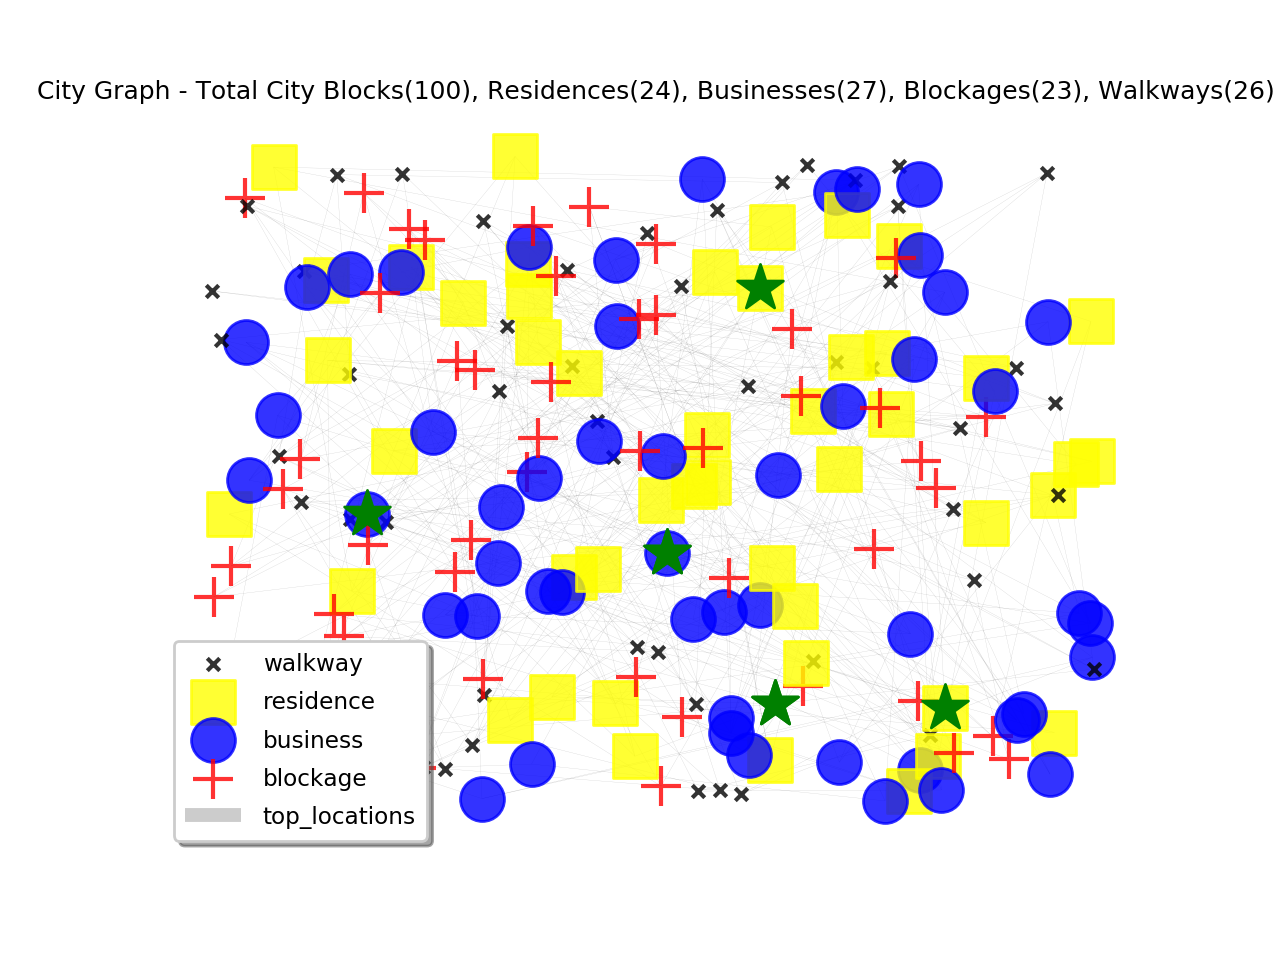 City Graph - Total City Blocks(100), Residences(24), Businesses(27), Blockages(23), Walkways(26)
walkway
residence
business
blockage
top_locations